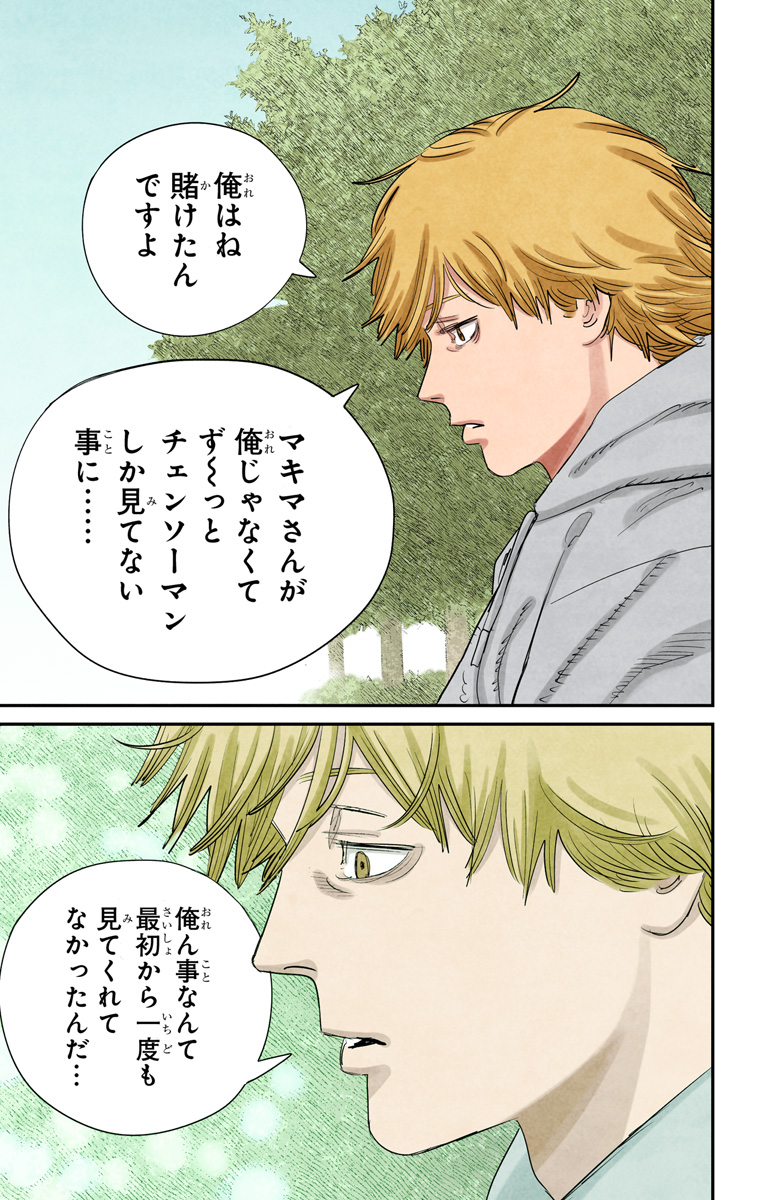 俺はね
賭けたん
ですよ
マキマさんが
俺じゃなくて
ず〜っと
チェンソーマン
しか見てない
事に……
俺ん事なんて
最初から一度も
見てくれて
なかったんだ…